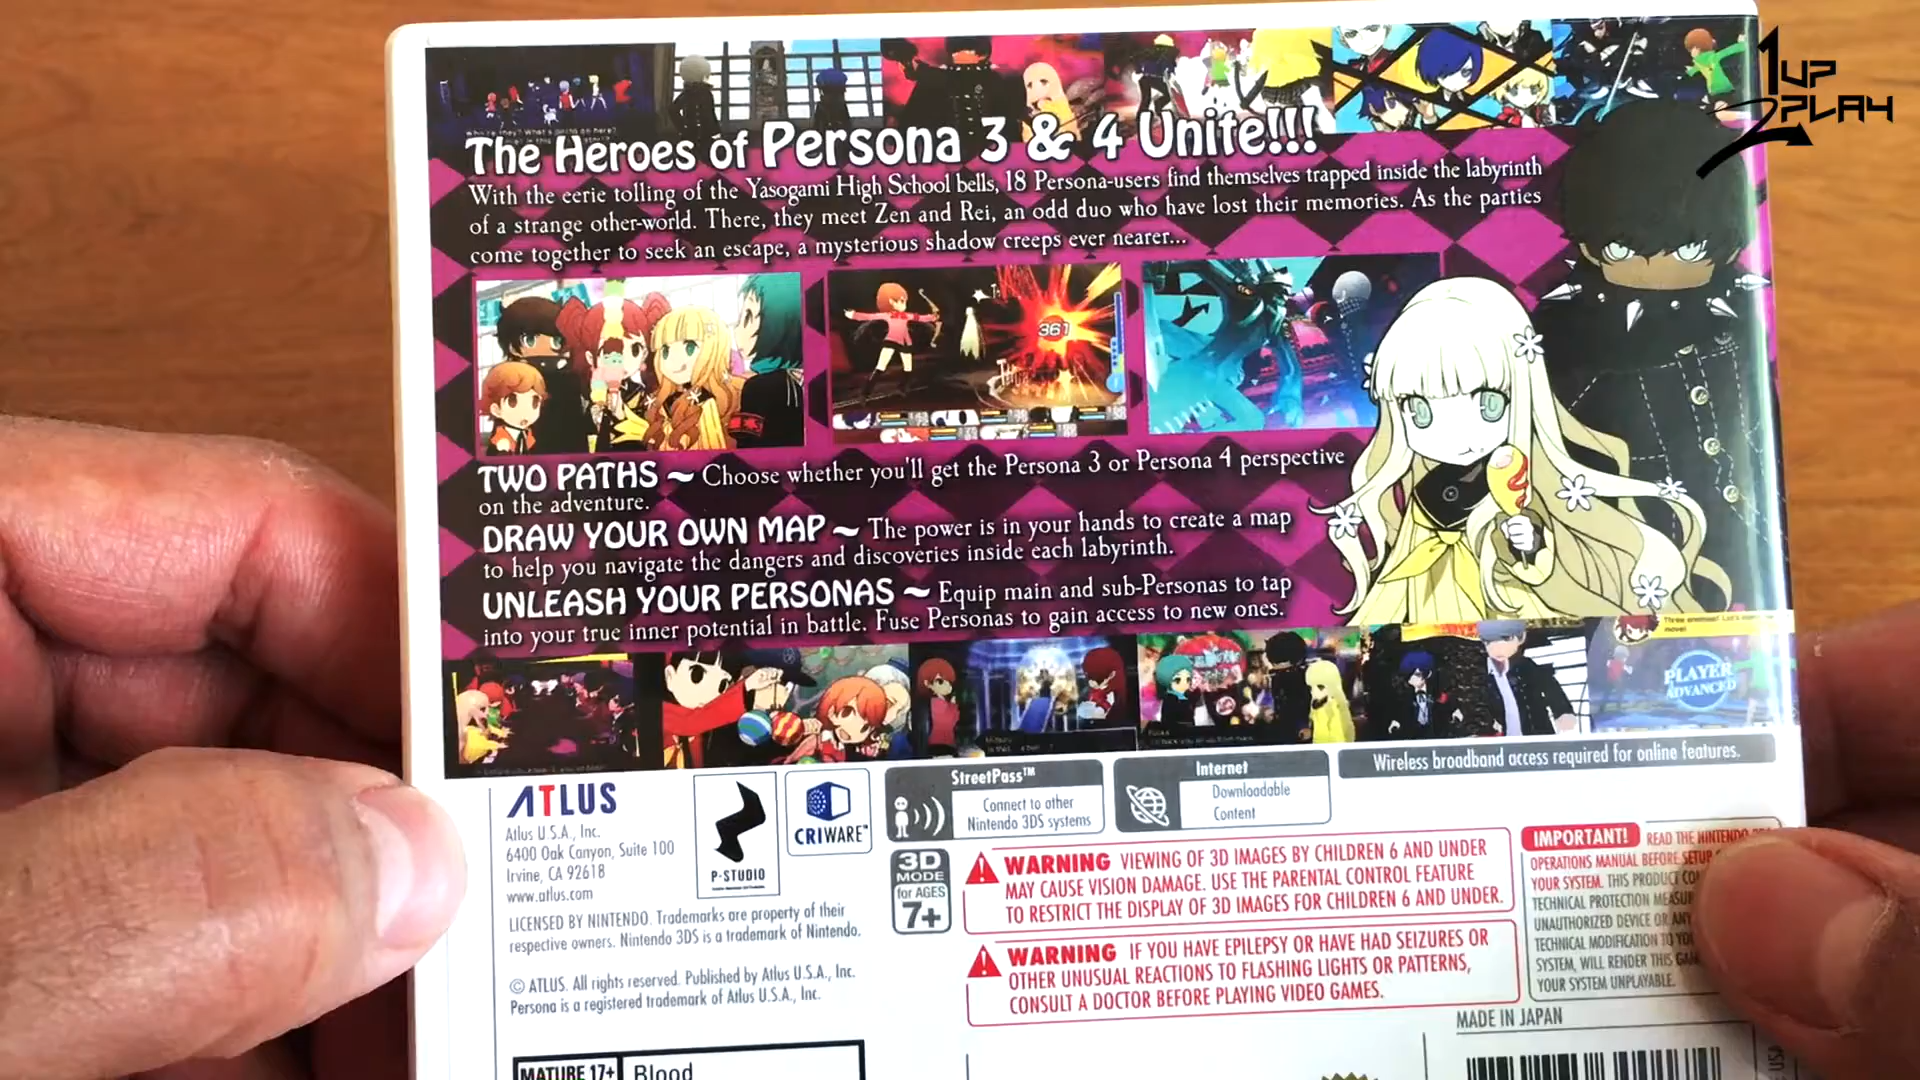 1UP
2PLAY
The Heroes of Persona 3 & 4 Unite!!!
With the eerie tolling of the Yasogami High School bells, 18 Persona-users find themselves trapped inside the labyrinth
of a strange other-world. There, they meet Zen and Rei, an odd duo who have lost their memories. As the parties
come together to seek an escape, a mysterious shadow creeps ever nearer...
361
TWO PATHS ~ Choose whether you'll get the Persona 3 or Persona 4 perspective
on the adventure.
DRAW YOUR OWN MAP ~ The power is in your hands to create a map
to help you navigate the dangers and discoveries inside each labyrinth.
UNLEASH YOUR PERSONAS ~ Equip main and sub-Personas to tap
into your true inner potential in battle. Fuse Personas to gain access to new ones.
Three enemies! Let's
move!
PLAYER
ADVANCED
ATLUS
Atlus U.S.A., Inc.
6400 Oak Canyon, Suite 100
Irvine, CA 92618
www.atlus.com
P-STUDIO
CRIWARE™
StreetPass™
Connect to other
Nintendo 3DS systems
Internet
Downloadable
Content
Wireless broadband access required for online features.
LICENSED BY NINTENDO. Trademarks are property of their
respective owners. Nintendo 3DS is a trademark of Nintendo.
© ATLUS. All rights reserved. Published by Atlus U.S.A., Inc.
Persona is a registered trademark of Atlus U.S.A., Inc.
3D
MODE
for AGES
7+
WARNING VIEWING OF 3D IMAGES BY CHILDREN 6 AND UNDER
MAY CAUSE VISION DAMAGE. USE THE PARENTAL CONTROL FEATURE
TO RESTRICT THE DISPLAY OF 3D IMAGES FOR CHILDREN 6 AND UNDER.
WARNING IF YOU HAVE EPILEPSY OR HAVE HAD SEIZURES OR
OTHER UNUSUAL REACTIONS TO FLASHING LIGHTS OR PATTERNS,
CONSULT A DOCTOR BEFORE PLAYING VIDEO GAMES.
IMPORTANT! READ THE NINTENDO
OPERATIONS MANUAL BEFORE SETUP
YOUR SYSTEM. THIS PRODUCT
TECHNICAL PROTECTION
UNAUTHORIZED DEVICE OR ANY
TECHNICAL MODIFICATION TO
SYSTEM, WILL RENDER THIS
YOUR SYSTEM UNPLAYABLE.
MADE IN JAPAN
MATURE 17+
Blood